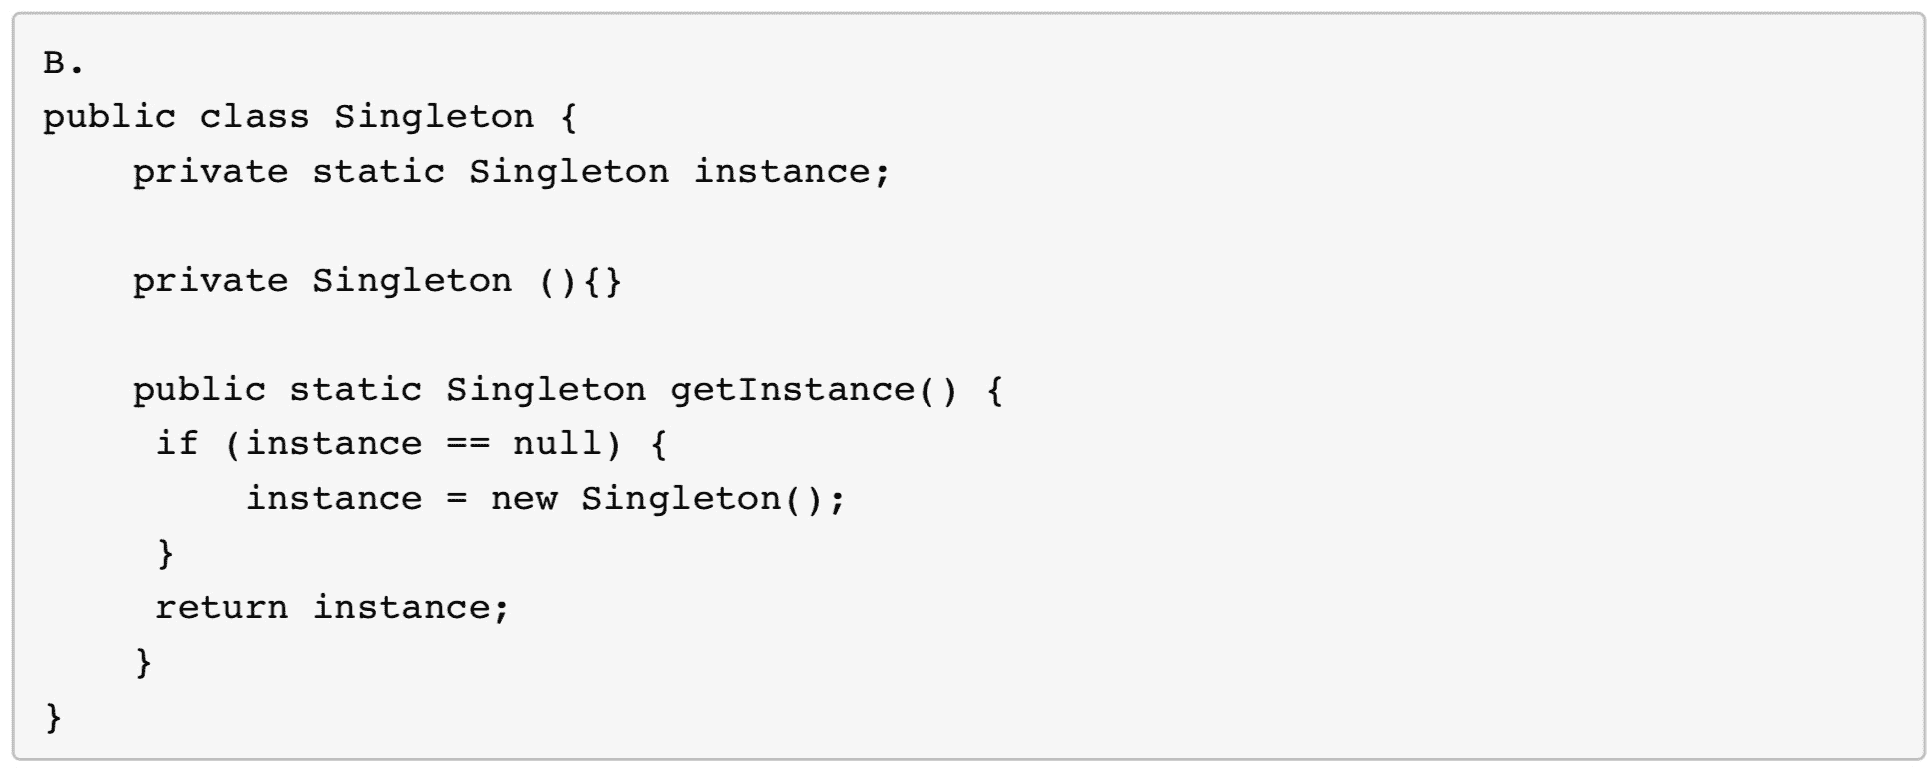 B.
public class Singleton {
    private static Singleton instance;
    private Singleton (){}
    public static Singleton getInstance() {
     if (instance == null) {
         instance = new Singleton();
     }
     return instance;
    }
}